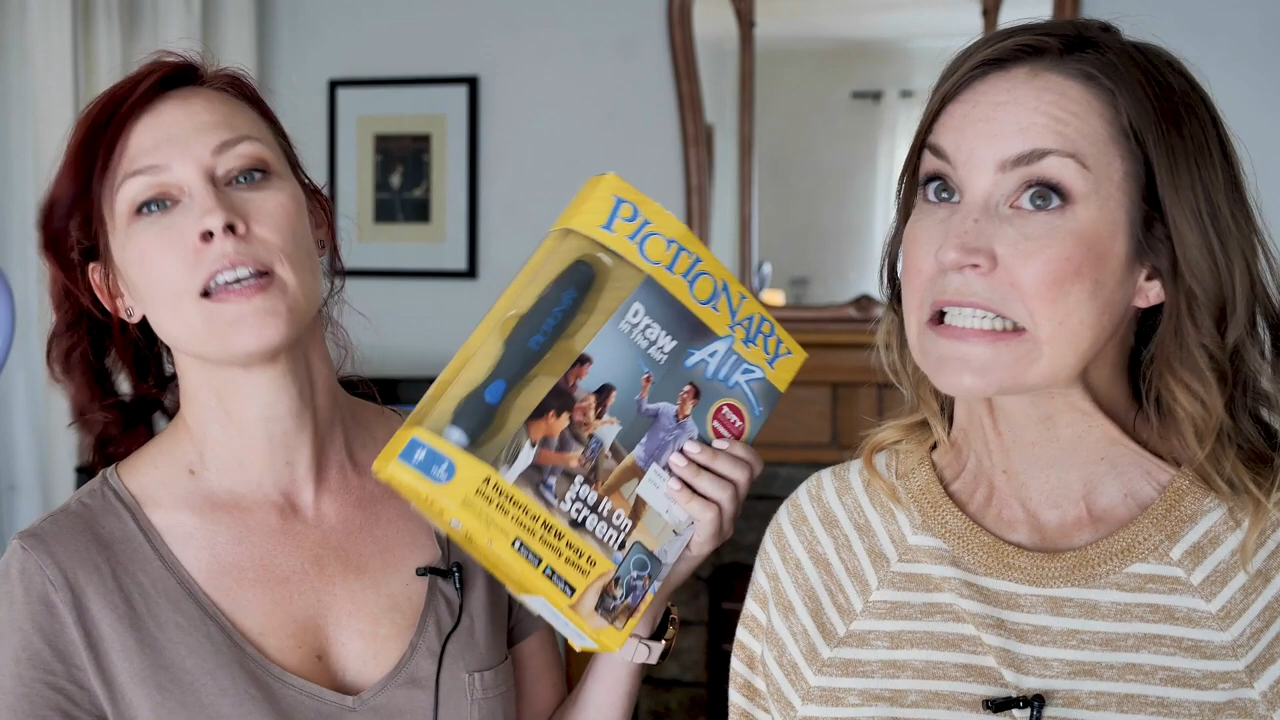 PICTIONARY
AIR
Draw
in the Air!
TOTY
See it on
Screen!
A hysterical NEW way to
play the classic family game!